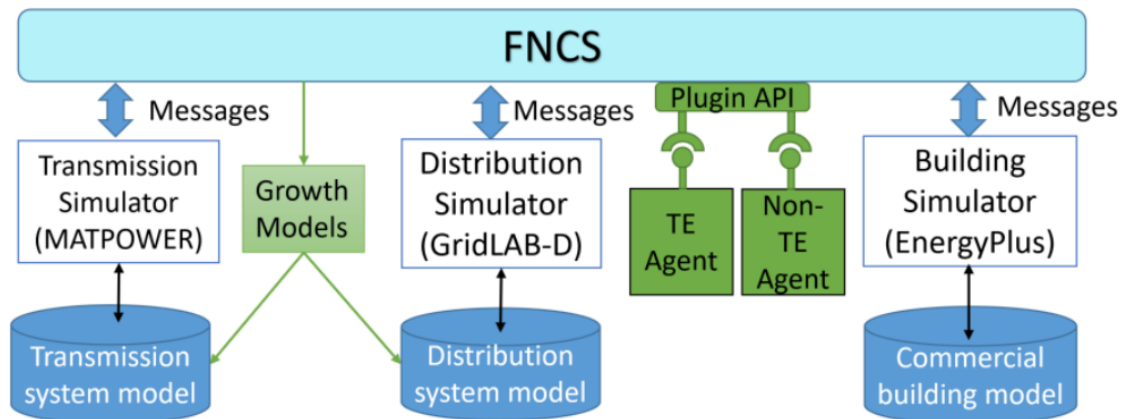 FNCS
Messages
Messages
Plugin API
Messages
Transmission
Simulator
(MATPOWER)
Growth
Models
Distribution
Simulator
(GridLAB-D)
TE
Agent
Non-
TE
Agent
Building
Simulator
(EnergyPlus)
Transmission
system model
Distribution
system model
Commercial
building model